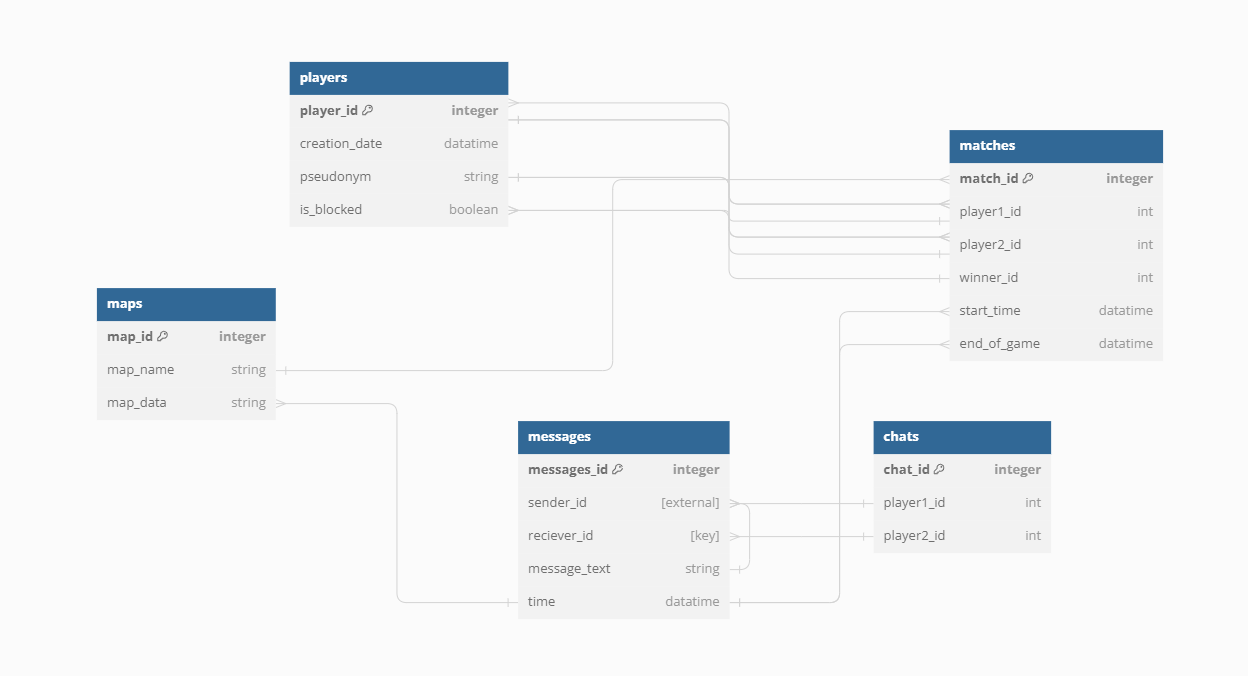 players
player_id integer
creation_date datatime
pseudonym string
is_blocked boolean
matches
match_id integer
player1_id int
player2_id int
winner_id int
start_time datatime
end_of_game datatime
maps
map_id integer
map_name string
map_data string
messages
messages_id integer
sender_id [external]
reciever_id [key]
message_text string
time datatime
chats
chat_id integer
player1_id int
player2_id int